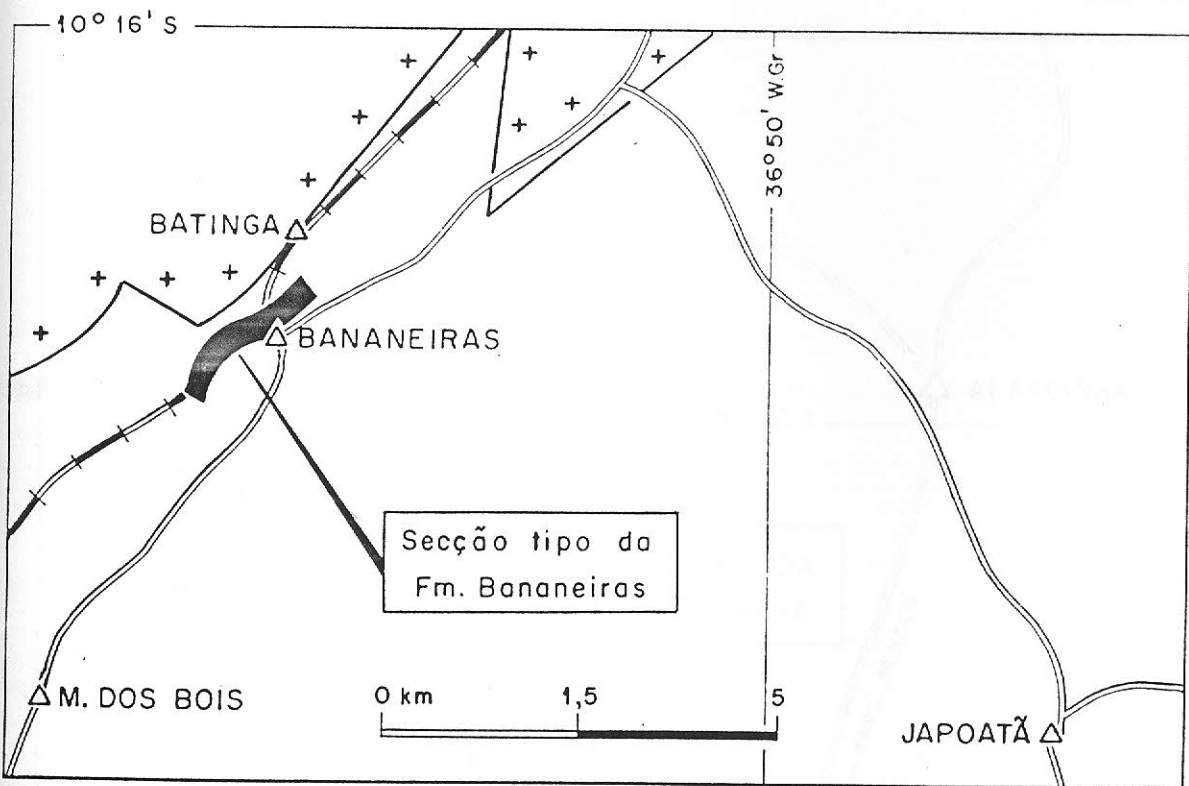 10° 16' S
36° 50' W.Gr
BATINGA
BANANEIRAS
Secção tipo da
Fm. Bananeiras
M. DOS BOIS
0 km 1,5 5
JAPOATÃ